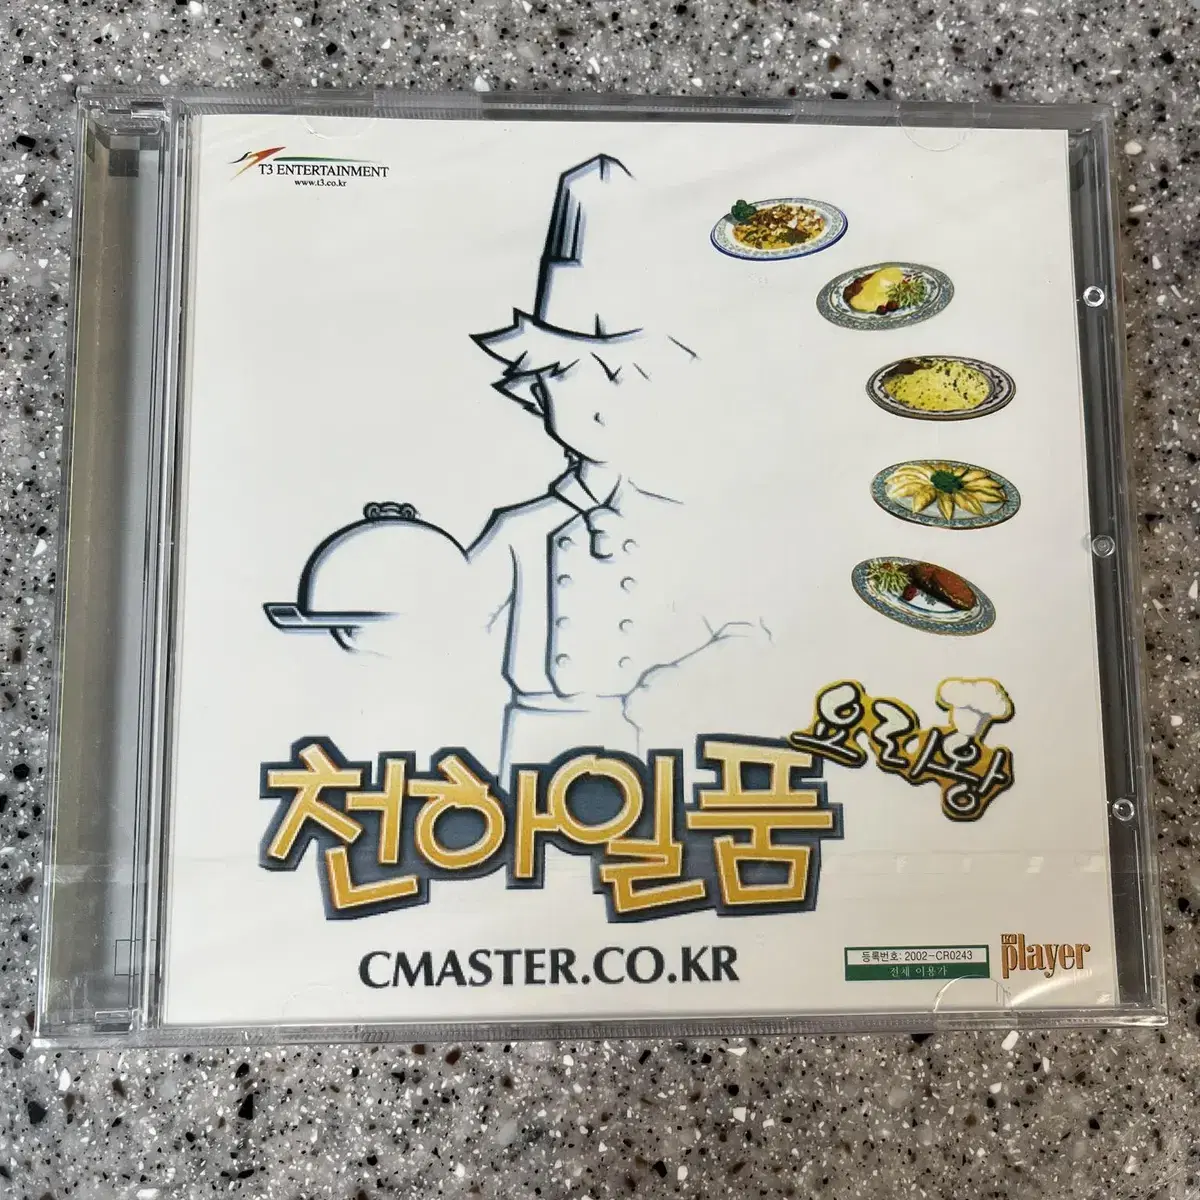 T3 ENTERTAINMENT
www.t3.co.kr
천하일품
요리왕
CMASTER.CO.KR
등록번호: 2002-CR0243
전체 이용가
player